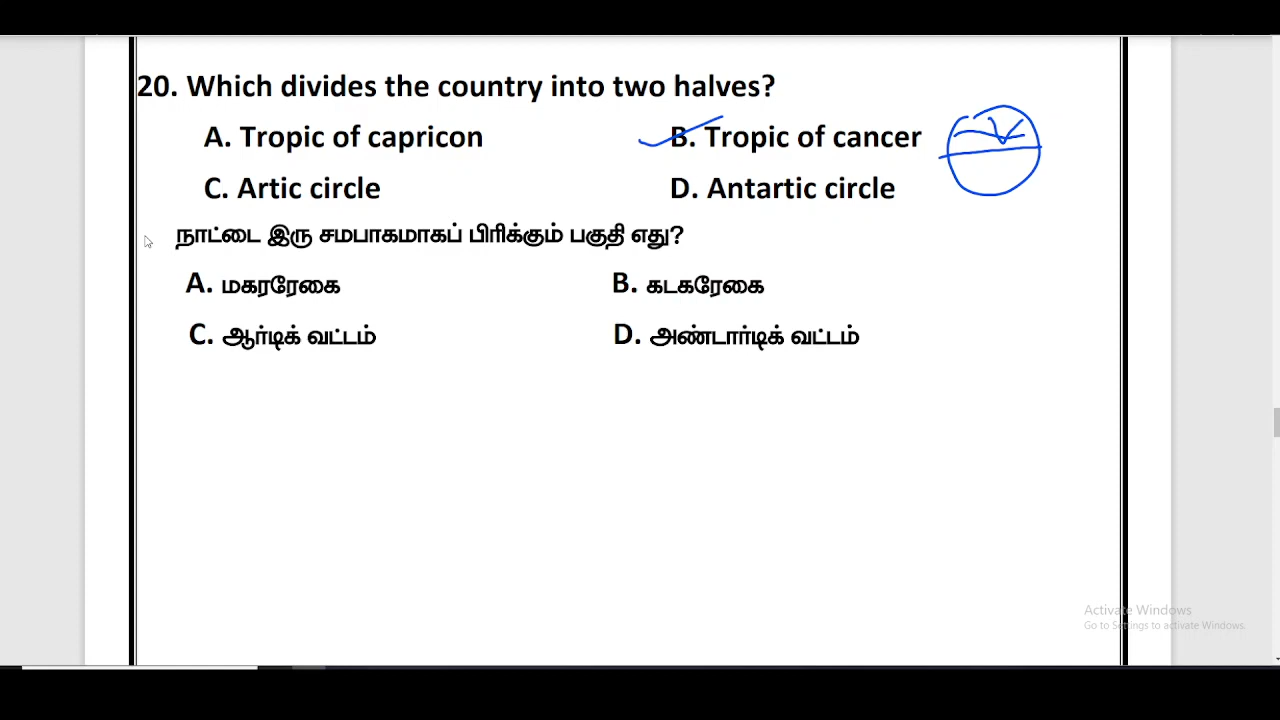 20. Which divides the country into two halves?
A. Tropic of capricon B. Tropic of cancer
C. Artic circle D. Antartic circle
நாட்டை இரு சமபாகமாகப் பிரிக்கும் பகுதி எது?
A. மகரரேகை B. கடகரேகை
C. ஆர்டிக் வட்டம் D. அண்டார்டிக் வட்டம்
Activate Windows
Go to Settings to activate Windows.